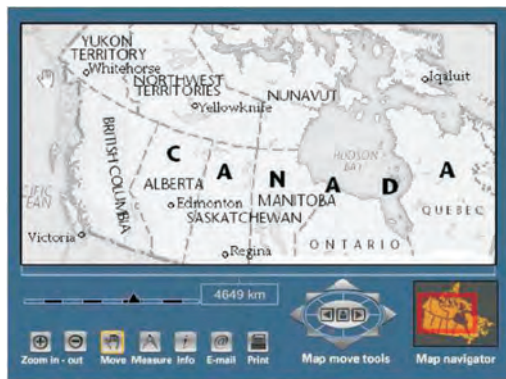 YUKON
TERRITORY
Whitehorse
NORTHWEST
TERRITORIES
Yellowknife
NUNAVUT
Iqaluit
BRITISH COLUMBIA
CANADA
HUDSON
BAY
ALBERTA
Edmonton
SASKATCHEWAN
MANITOBA
QUEBEC
ONTARIO
Victoria
Regina
4649 km
Zoom in - out Move Measure Info E-mail Print
Map move tools
Map navigator